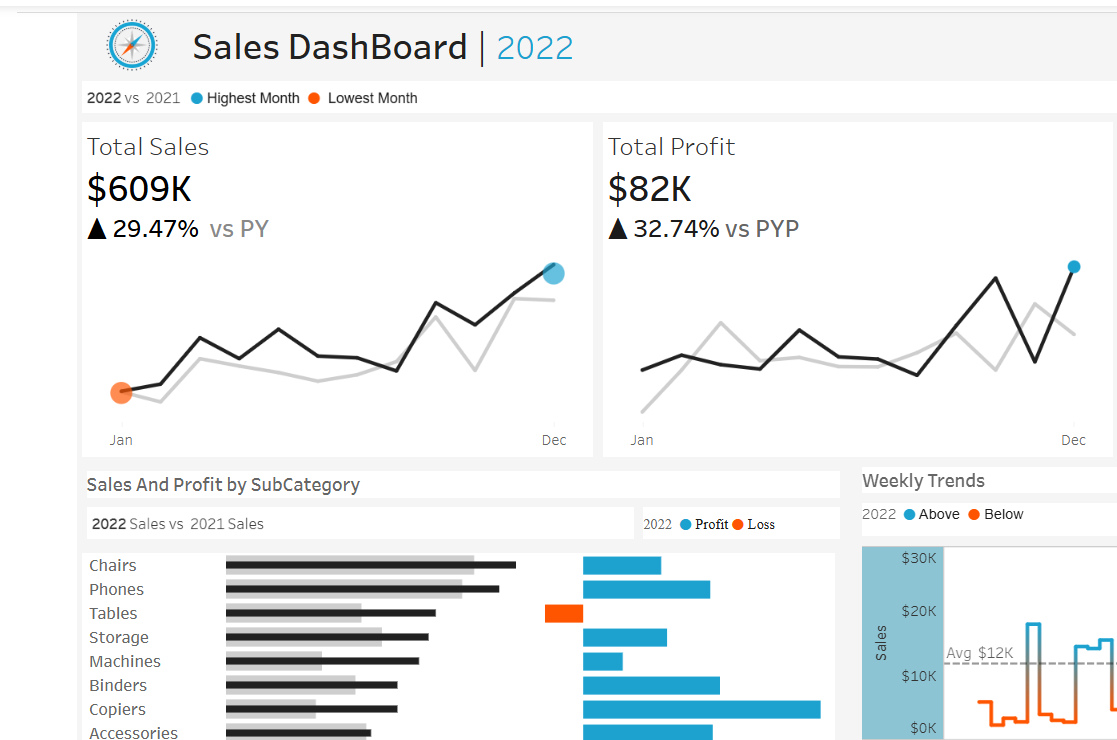 Sales DashBoard | 2022
2022 vs 2021 Highest Month Lowest Month
Total Sales
$609K
▲ 29.47% vs PY
Jan Dec
Total Profit
$82K
▲ 32.74% vs PYP
Jan Dec
Sales And Profit by SubCategory
2022 Sales vs 2021 Sales
2022 Profit Loss
Chairs
Phones
Tables
Storage
Machines
Binders
Copiers
Accessories
Weekly Trends
2022 Above Below
$30K
$20K
$10K
$0K
Sales
Avg $12K